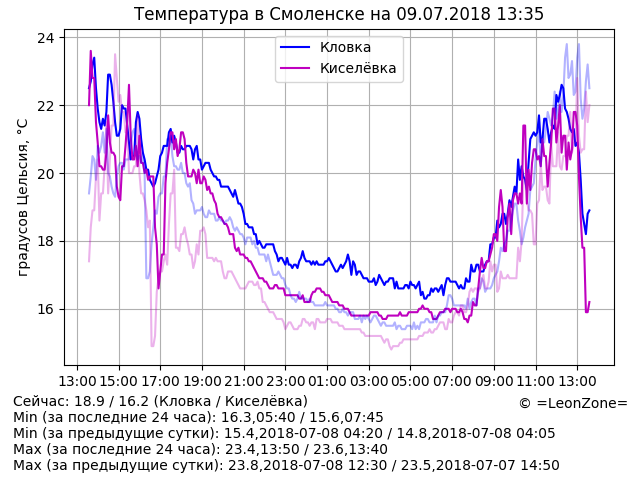 Температура в Смоленске на 09.07.2018 13:35
Кловка
Киселёвка
градусов Цельсия, °C
24
22
20
18
16
13:00 15:00 17:00 19:00 21:00 23:00 01:00 03:00 05:00 07:00 09:00 11:00 13:00
Сейчас: 18.9 / 16.2 (Кловка / Киселёвка)
© =LeonZone=
Min (за последние 24 часа): 16.3,05:40 / 15.6,07:45
Min (за предыдущие сутки): 15.4,2018-07-08 04:20 / 14.8,2018-07-08 04:05
Max (за последние 24 часа): 23.4,13:50 / 23.6,13:40
Max (за предыдущие сутки): 23.8,2018-07-08 12:30 / 23.5,2018-07-07 14:50